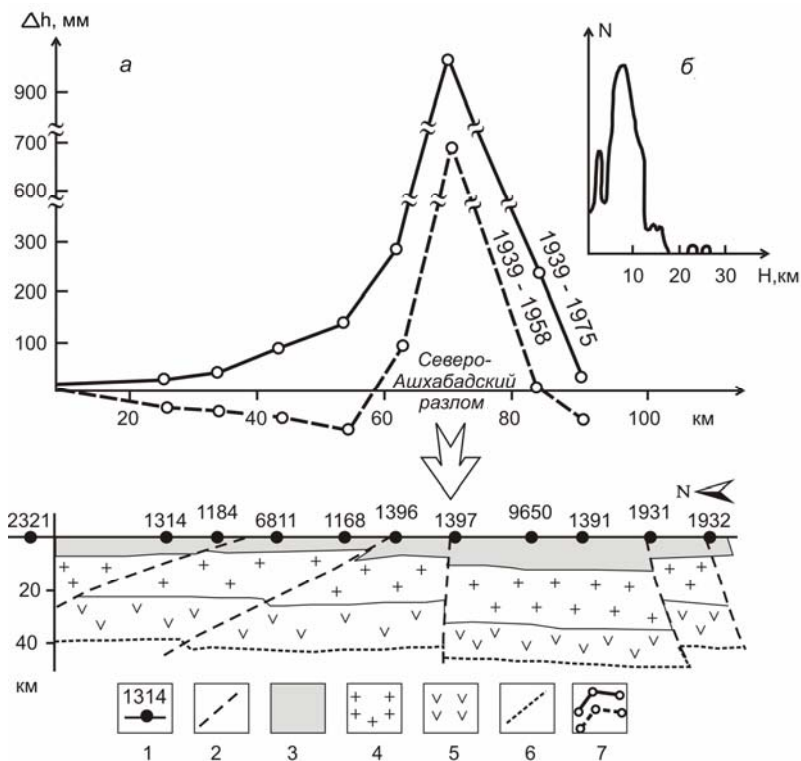 Δh, мм
а
N
б
900
700
600
300
200
100
10 20 30 H,км
1939 - 1958
1939 - 1975
Северо-
Ашхабадский
разлом
20 40 60 80 100 км
N
2321 1314 1184 6811 1168 1396 1397 9650 1391 1931 1932
20
40
км
1314
1 2 3 4 5 6 7